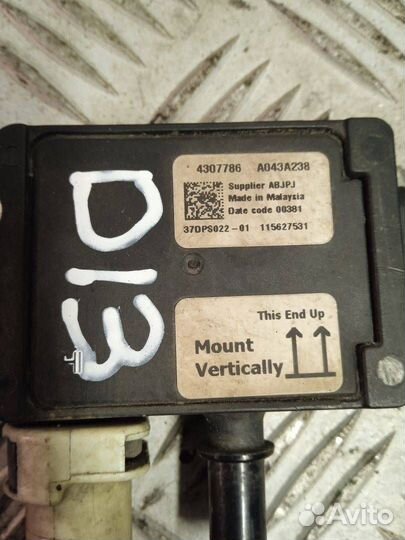 4307786 A043A238
Supplier ABJPJ
Made in Malaysia
Date code 00381
37DPS022-01 115627531
This End Up
Mount
Vertically
D13
Avito